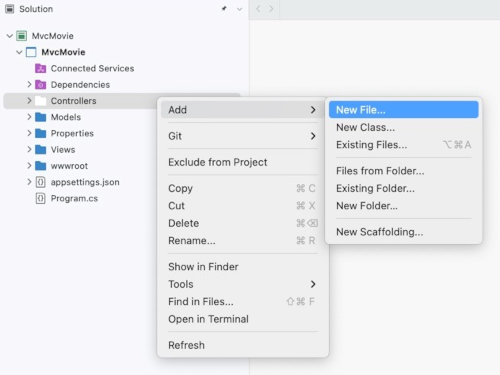 Solution
MvcMovie
MvcMovie
Connected Services
Dependencies
Controllers
Models
Properties
Views
wwwroot
appsettings.json
Program.cs
Add
Git
Exclude from Project
Copy ⌘ C
Cut ⌘ X
Delete ⌘⌫
Rename... ⌘ R
Show in Finder
Tools
Find in Files... ⇧⌘ F
Open in Terminal
Refresh
New File...
New Class...
Existing Files... ⌥⌘A
Files from Folder...
Existing Folder...
New Folder...
New Scaffolding...